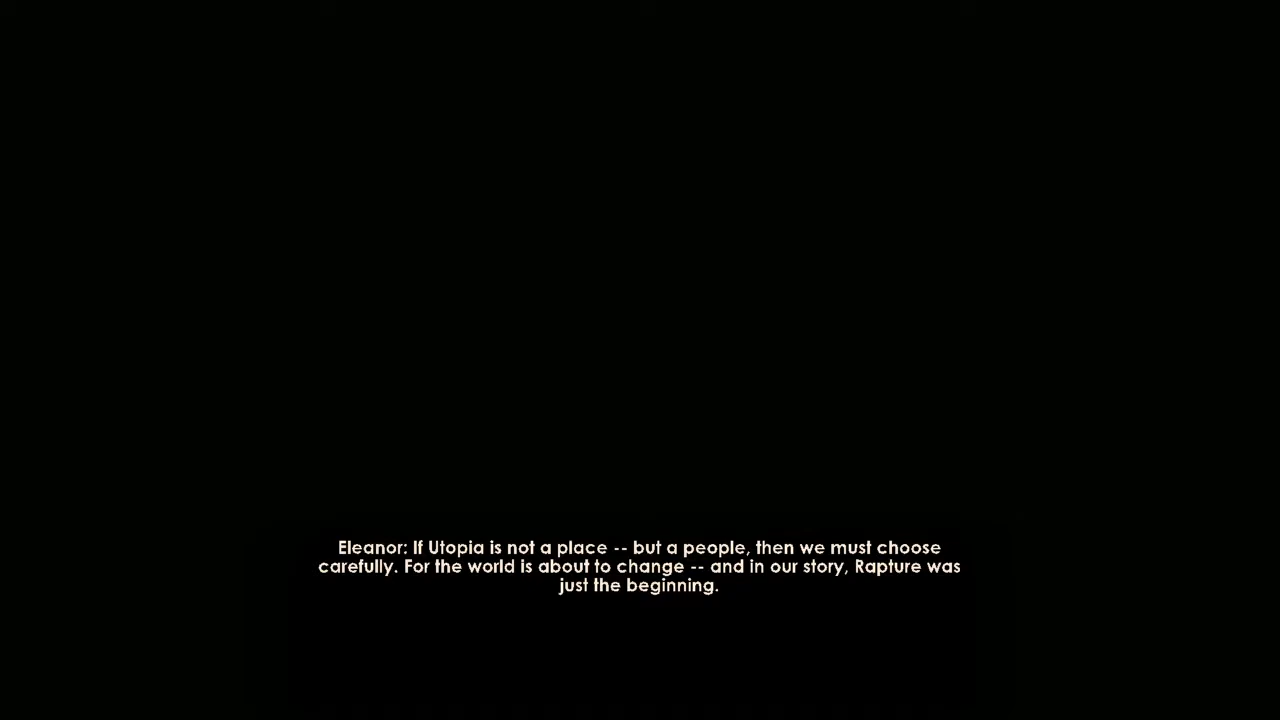 Eleanor: If Utopia is not a place -- but a people, then we must choose
carefully. For the world is about to change -- and in our story, Rapture was
just the beginning.